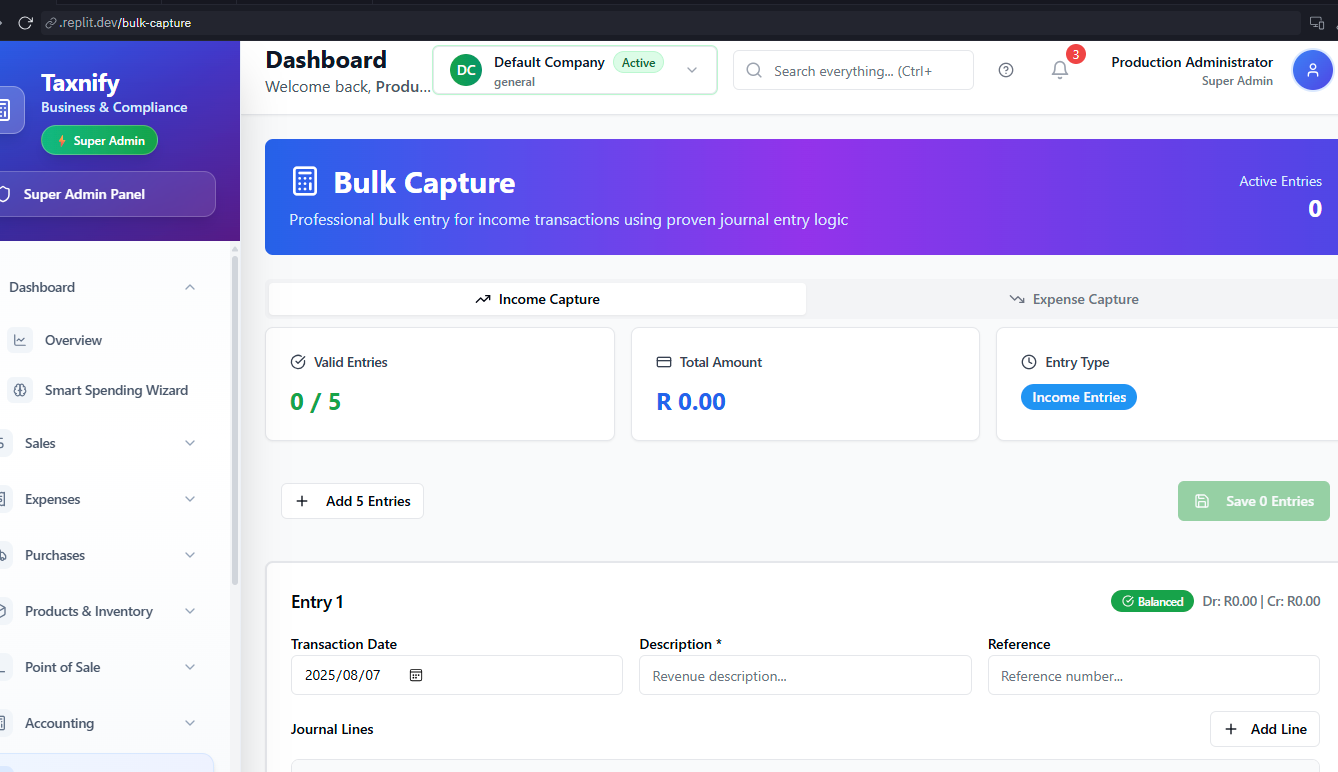 .replit.dev/bulk-capture
Taxnify
Business & Compliance
Super Admin
Super Admin Panel
Dashboard
Overview
Smart Spending Wizard
Sales
Expenses
Purchases
Products & Inventory
Point of Sale
Accounting
Dashboard
Welcome back, Produ...
DC
Default Company
Active
general
Search everything... (Ctrl+
3
Production Administrator
Super Admin
Bulk Capture
Professional bulk entry for income transactions using proven journal entry logic
Active Entries
0
Income Capture
Expense Capture
Valid Entries
0 / 5
Total Amount
R 0.00
Entry Type
Income Entries
Add 5 Entries
Save 0 Entries
Entry 1
Balanced
Dr: R0.00 | Cr: R0.00
Transaction Date
2025/08/07
Description *
Revenue description...
Reference
Reference number...
Journal Lines
Add Line